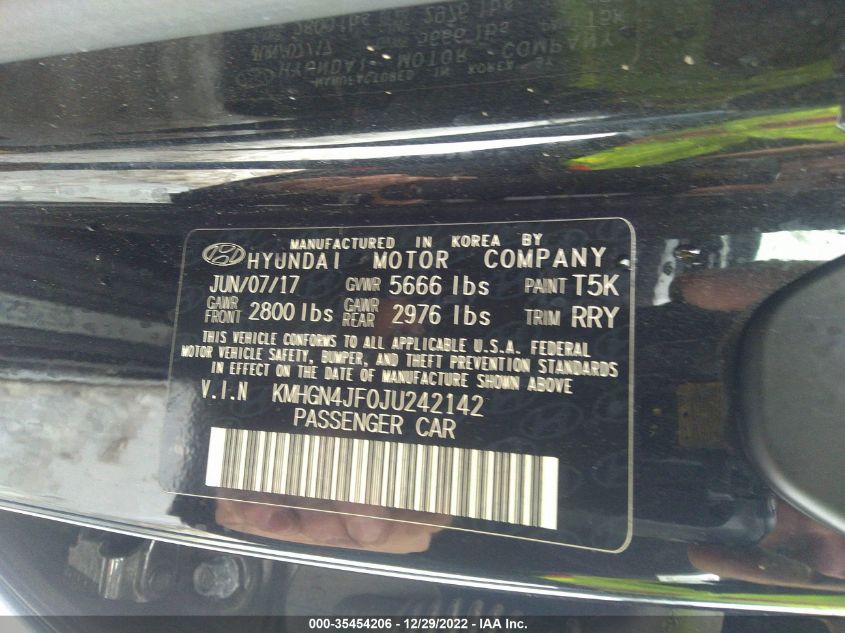 MANUFACTURED IN KOREA BY
HYUNDAI MOTOR COMPANY
JUN/07/17 GVWR 5666 lbs PAINT T5K
GAWR FRONT 2800 lbs GAWR REAR 2976 lbs TRIM RRY
THIS VEHICLE CONFORMS TO ALL APPLICABLE U.S.A. FEDERAL
MOTOR VEHICLE SAFETY, BUMPER, AND THEFT PREVENTION STANDARDS
IN EFFECT ON THE DATE OF MANUFACTURE SHOWN ABOVE
V.I.N KMHGN4JF0JU242142
PASSENGER CAR
000-35454206 - 12/29/2022 - IAA Inc.